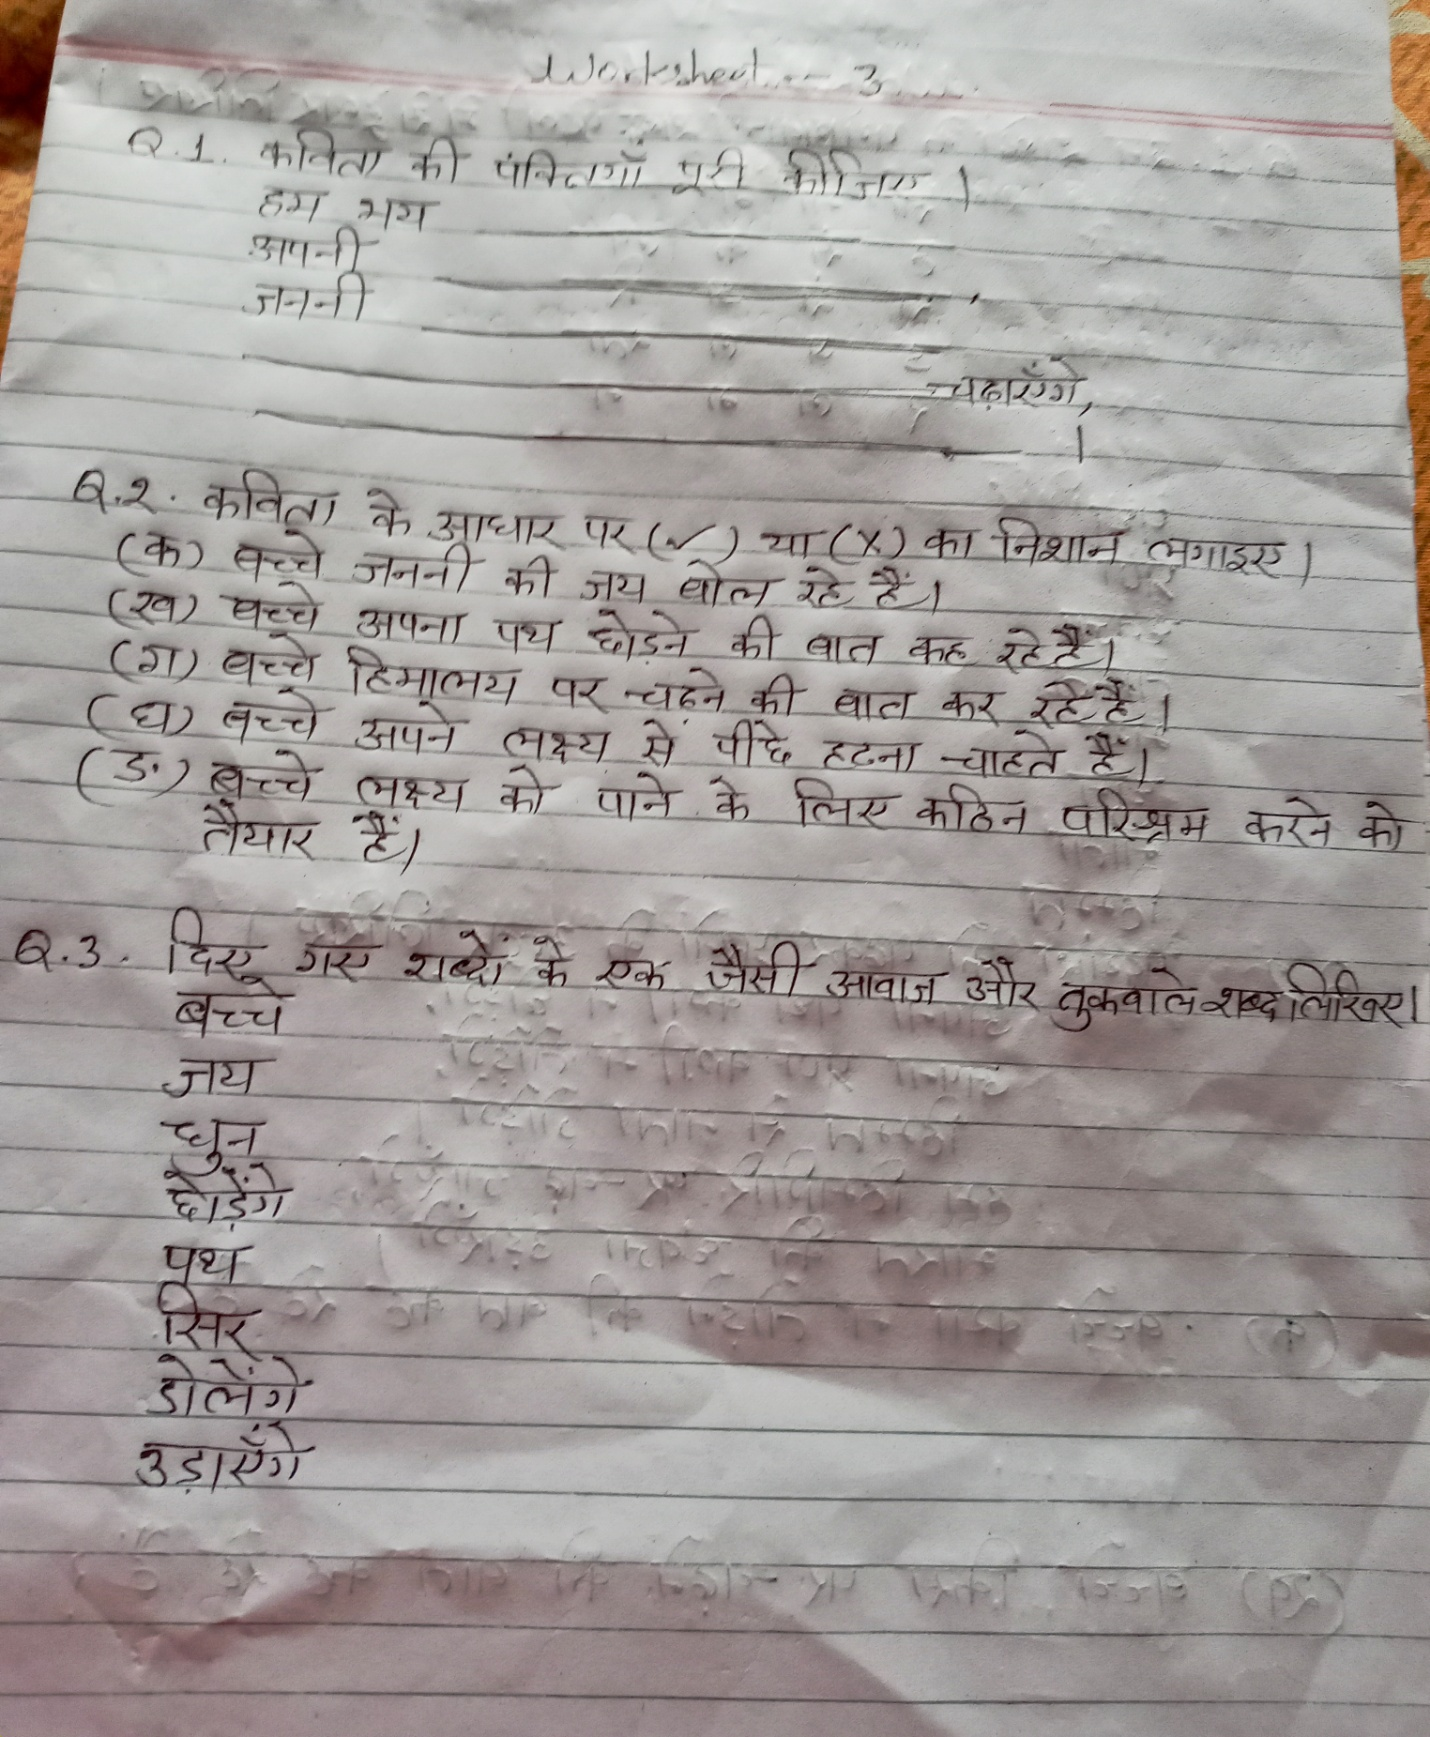 Worksheet - 3
Q.1. कविता की पंक्तियाँ पूरी कीजिए।
हम भय
अपनी ,
जननी
चढ़ाएँगे,
।
Q.2. कविता के आधार पर (✓) या (X) का निशान लगाइए।
(क) बच्चे जननी की जय बोल रहे हैं।
(ख) बच्चे अपना पथ छोड़ने की बात कह रहे हैं।
(ग) बच्चे हिमालय पर चढ़ने की बात कर रहे हैं।
(घ) बच्चे अपने लक्ष्य से पीछे हटना चाहते हैं।
(ङ) बच्चे लक्ष्य को पाने के लिए कठिन परिश्रम करने को
तैयार हैं।
Q.3. दिए गए शब्दों के एक जैसी आवाज और तुकवाले शब्द लिखिए।
बच्चे
जय
धुन
छोड़ेंगे
पथ
सिर
डोलेंगे
उड़ाएँगे